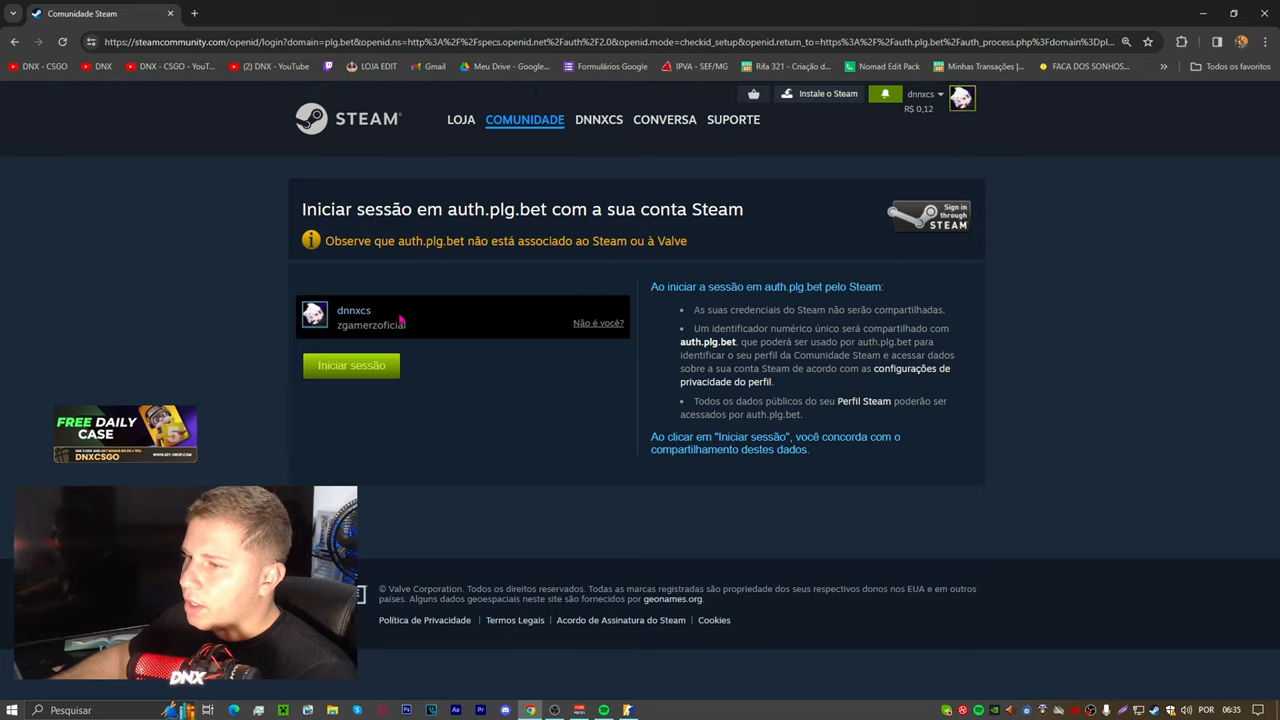 Comunidade Steam
https://steamcommunity.com/openid/login?domain=plg.bet&openid.ns=http%3A%2F%2Fspecs.openid.net%2Fauth%2F2.0&openid.mode=checkid_setup&openid.return_to=https%3A%2F%2Fauth.plg.bet%2Fauth_process.php%3Fdomain%3Dpl...
DNX - CSGO
DNX
DNX - CSGO - YouT...
(2) DNX - YouTube
LOJA EDIT
Gmail
Meu Drive - Google...
Formulários Google
IPVA - SEF/MG
Rifa 321 - Criação d...
Nomad Edit Pack
Minhas Transações |...
FACA DOS SONHOS...
Todos os favoritos
Instale o Steam
dnnxcs
R$ 0,12
STEAM®
LOJA
COMUNIDADE
DNNXCS
CONVERSA
SUPORTE
Iniciar sessão em auth.plg.bet com a sua conta Steam
Observe que auth.plg.bet não está associado ao Steam ou à Valve
Sign in
through
STEAM
dnnxcs
zgamerzoficial
Não é você?
Iniciar sessão
Ao iniciar a sessão em auth.plg.bet pelo Steam:
• As suas credenciais do Steam não serão compartilhadas.
• Um identificador numérico único será compartilhado com
auth.plg.bet, que poderá ser usado por auth.plg.bet para
identificar o seu perfil da Comunidade Steam e acessar dados
sobre a sua conta Steam de acordo com as configurações de
privacidade do perfil.
• Todos os dados públicos do seu Perfil Steam poderão ser
acessados por auth.plg.bet.
Ao clicar em "Iniciar sessão", você concorda com o
compartilhamento destes dados.
FREE DAILY
CASE
DNXCSGO
WWW.KEY-DROP.COM
DNX
© Valve Corporation. Todos os direitos reservados. Todas as marcas registradas são propriedade dos seus respectivos donos nos EUA e em outros
países. Alguns dados geoespaciais neste site são fornecidos por geonames.org.
Política de Privacidade | Termos Legais | Acordo de Assinatura do Steam | Cookies
Pesquisar
POR
06:35